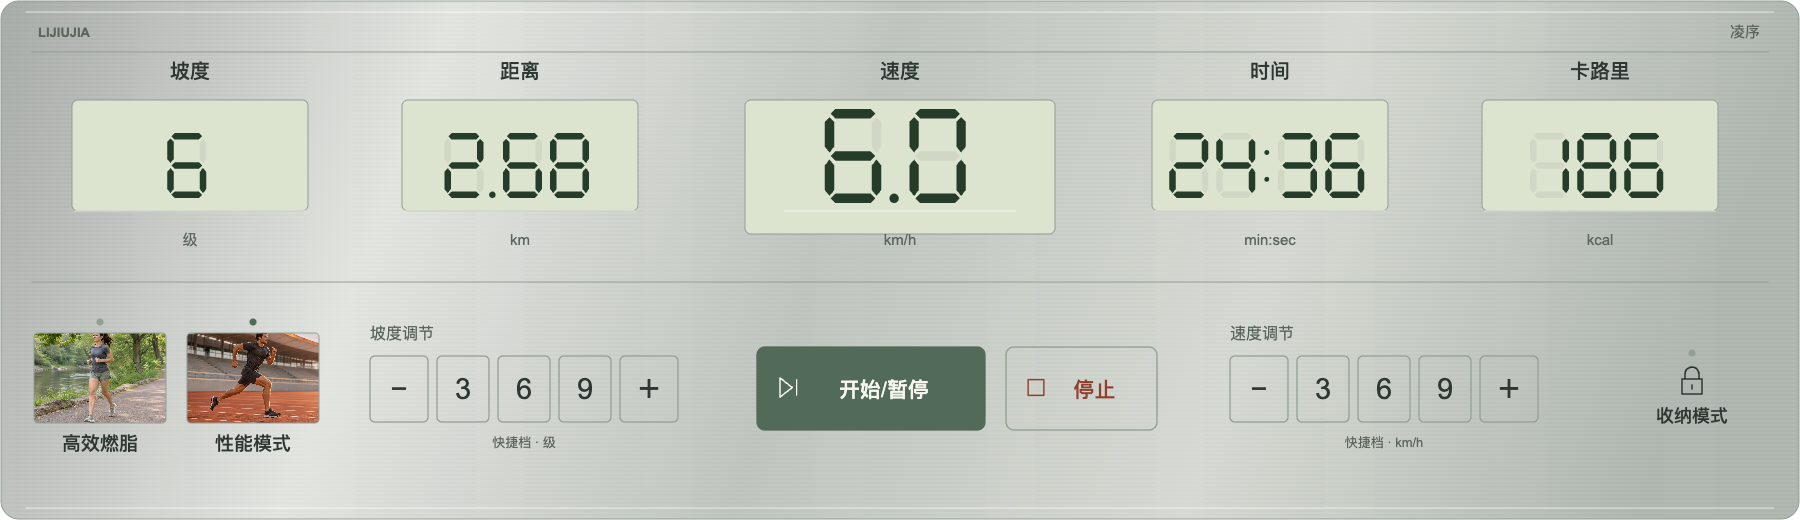 LIJIUJIA
凌序
坡度
距离
速度
时间
卡路里
6
2.68
6.0
24:36
186
级
km
km/h
min:sec
kcal
坡度调节
速度调节
− 3 6 9 +
开始/暂停
停止
− 3 6 9 +
高效燃脂
性能模式
快捷档 · 级
快捷档 · km/h
收纳模式